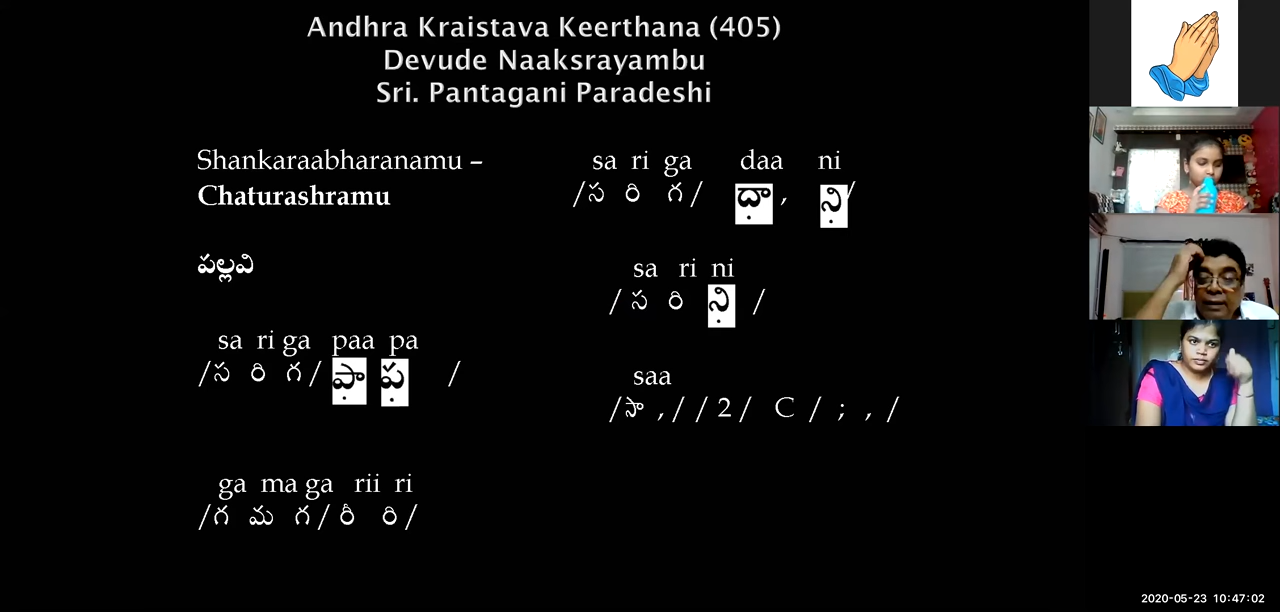 Andhra Kraistava Keerthana (405)
Devude Naaksrayambu
Sri. Pantagani Paradeshi
Shankaraabharanamu –
Chaturashramu
పల్లవి
sa ri ga paa pa
/స రి గ/ పా̣ ప̣ /
ga ma ga rii ri
/గ మ గ/ రీ రి/
sa ri ga daa ni
/స రి గ/ దా̣ , ని̣/
sa ri ni
/ స రి ని̣ /
saa
/సా ,/ / 2/ C / ; , /
2020-05-23 10:47:02